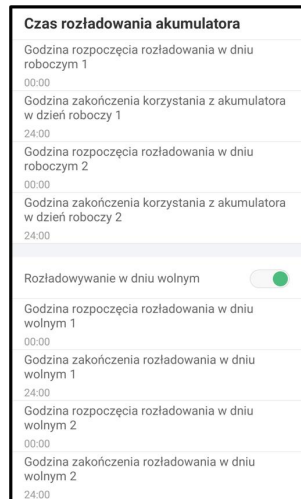 Czas rozładowania akumulatora
Godzina rozpoczęcia rozładowania w dniu
roboczym 1
00:00
Godzina zakończenia korzystania z akumulatora
w dzień roboczy 1
24:00
Godzina rozpoczęcia rozładowania w dniu
roboczym 2
00:00
Godzina zakończenia korzystania z akumulatora
w dzień roboczy 2
24:00
Rozładowywanie w dniu wolnym
Godzina rozpoczęcia rozładowania w dniu
wolnym 1
00:00
Godzina zakończenia rozładowania w dniu
wolnym 1
24:00
Godzina rozpoczęcia rozładowania w dniu
wolnym 2
00:00
Godzina zakończenia rozładowania w dniu
wolnym 2
24:00